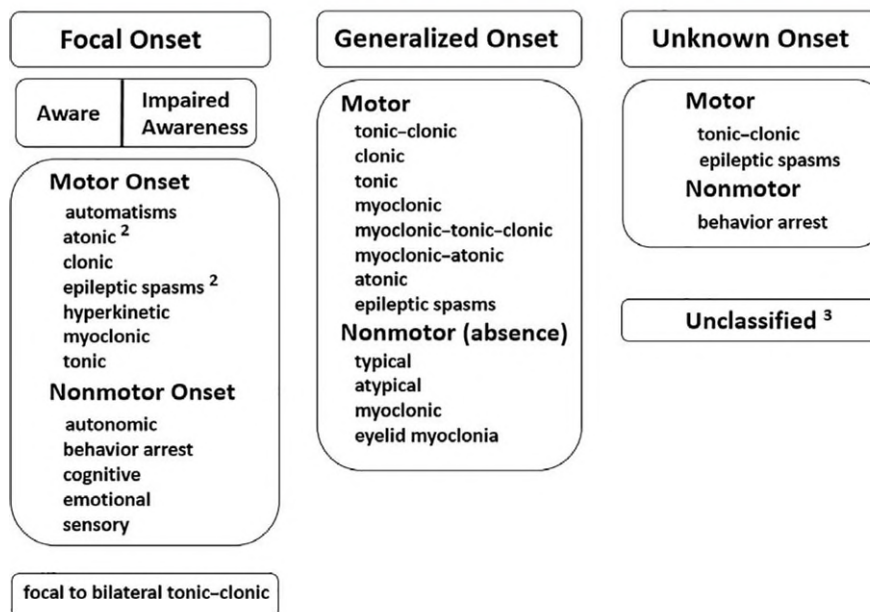 Focal Onset
Aware
Impaired
Awareness
Motor Onset
automatisms
atonic ²
clonic
epileptic spasms ²
hyperkinetic
myoclonic
tonic
Nonmotor Onset
autonomic
behavior arrest
cognitive
emotional
sensory
focal to bilateral tonic–clonic
Generalized Onset
Motor
tonic–clonic
clonic
tonic
myoclonic
myoclonic–tonic–clonic
myoclonic–atonic
atonic
epileptic spasms
Nonmotor (absence)
typical
atypical
myoclonic
eyelid myoclonia
Unknown Onset
Motor
tonic–clonic
epileptic spasms
Nonmotor
behavior arrest
Unclassified ³